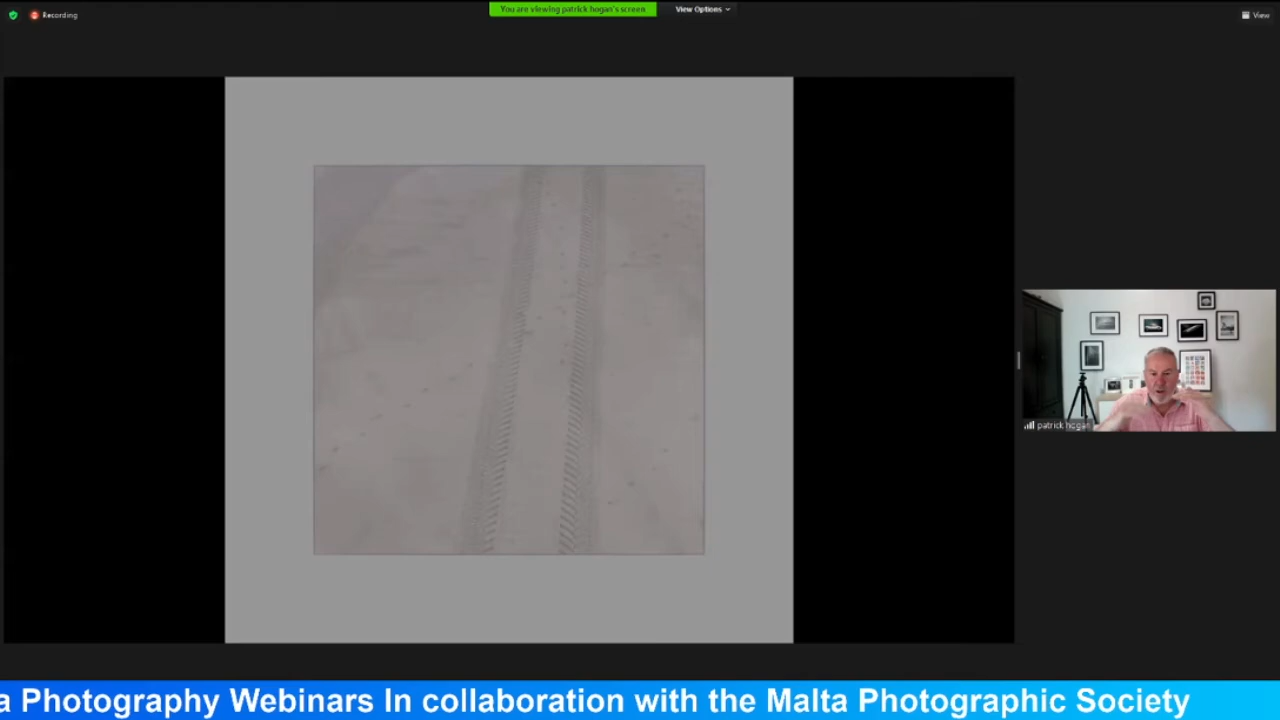 Recording
You are viewing patrick hogan's screen
View Options
View
patrick hogan
a Photography Webinars In collaboration with the Malta Photographic Society